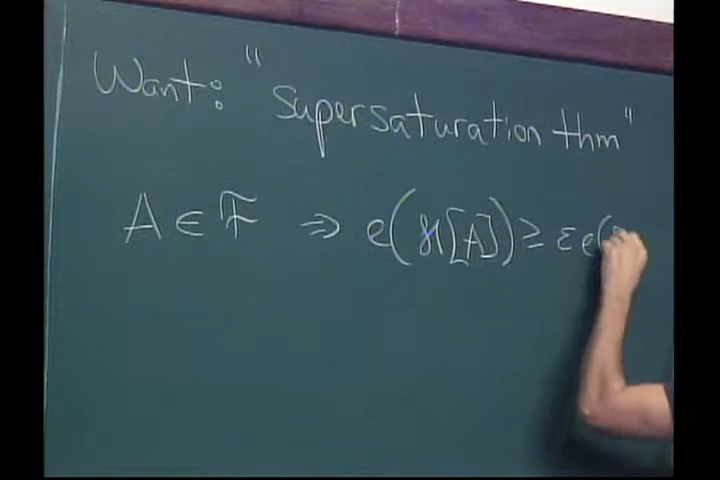 Want: "Supersaturation thm"
A ∈ F ⇒ e(H[A]) ≥ ε e(